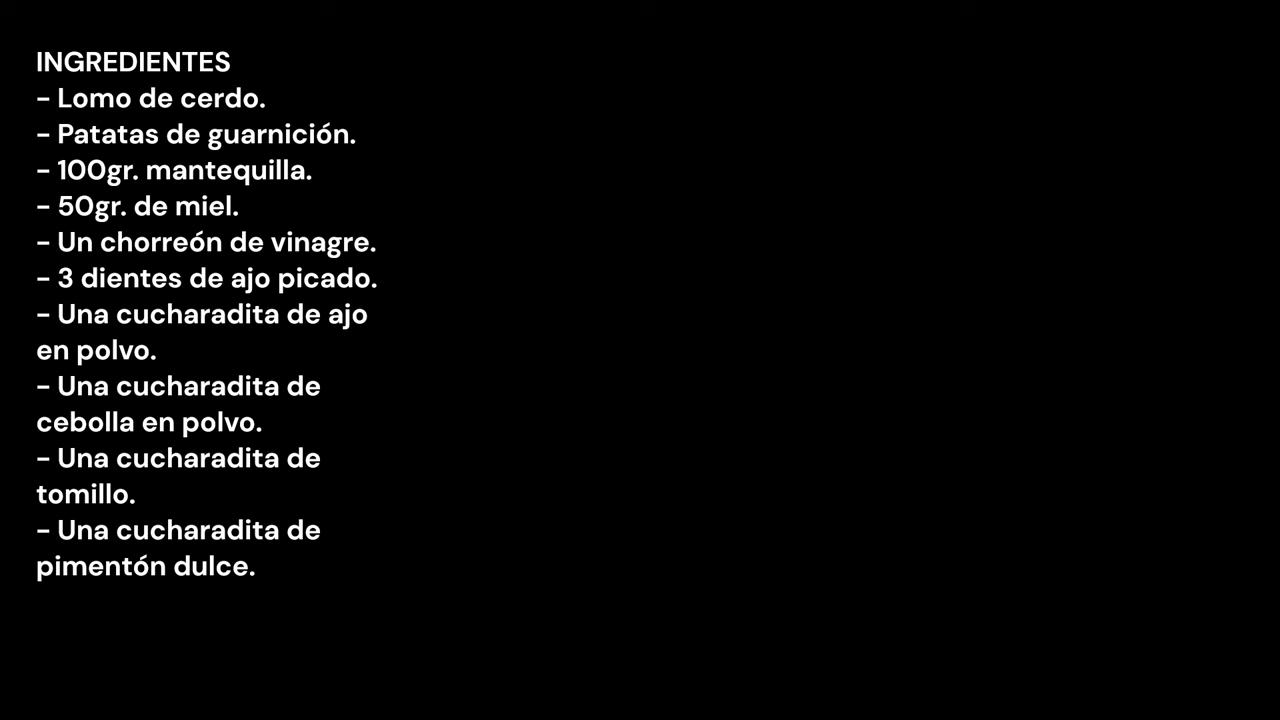 INGREDIENTES
- Lomo de cerdo.
- Patatas de guarnición.
- 100gr. mantequilla.
- 50gr. de miel.
- Un chorreón de vinagre.
- 3 dientes de ajo picado.
- Una cucharadita de ajo
en polvo.
- Una cucharadita de
cebolla en polvo.
- Una cucharadita de
tomillo.
- Una cucharadita de
pimentón dulce.